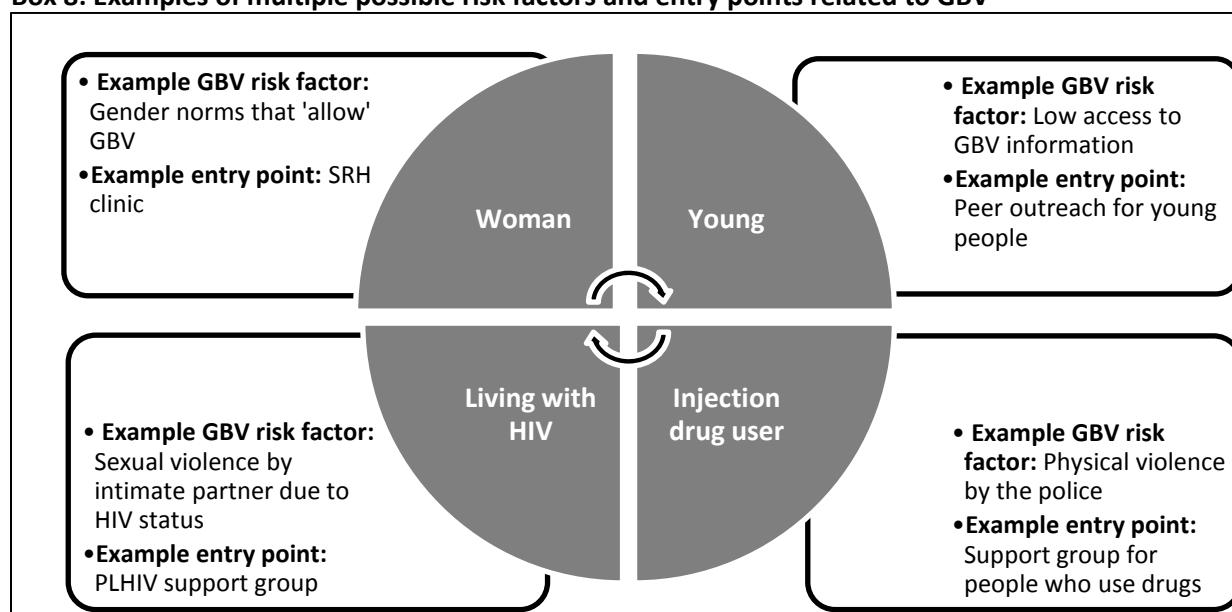 Box 8: Examples of multiple possible risk factors and entry points related to GBV
• Example GBV risk factor:
Gender norms that 'allow'
GBV
•Example entry point: SRH
clinic
Woman
Young
• Example GBV risk
factor: Low access to
GBV information
•Example entry point:
Peer outreach for young
people
• Example GBV risk factor:
Sexual violence by
intimate partner due to
HIV status
•Example entry point:
PLHIV support group
Living with
HIV
Injection
drug user
• Example GBV risk
factor: Physical violence
by the police
•Example entry point:
Support group for
people who use drugs